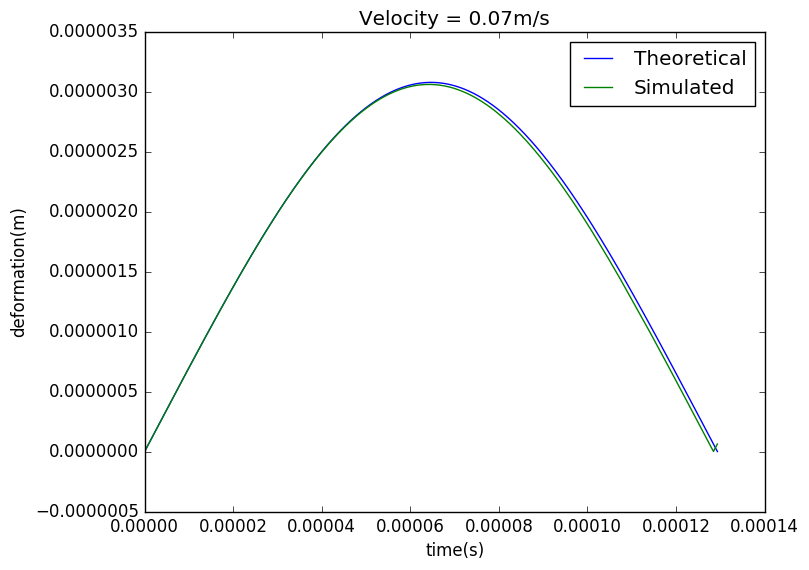 Velocity = 0.07m/s
Theoretical
Simulated
0.0000035
0.0000030
0.0000025
0.0000020
0.0000015
0.0000010
0.0000005
0.0000000
−0.0000005
deformation(m)
0.00000 0.00002 0.00004 0.00006 0.00008 0.00010 0.00012 0.00014
time(s)